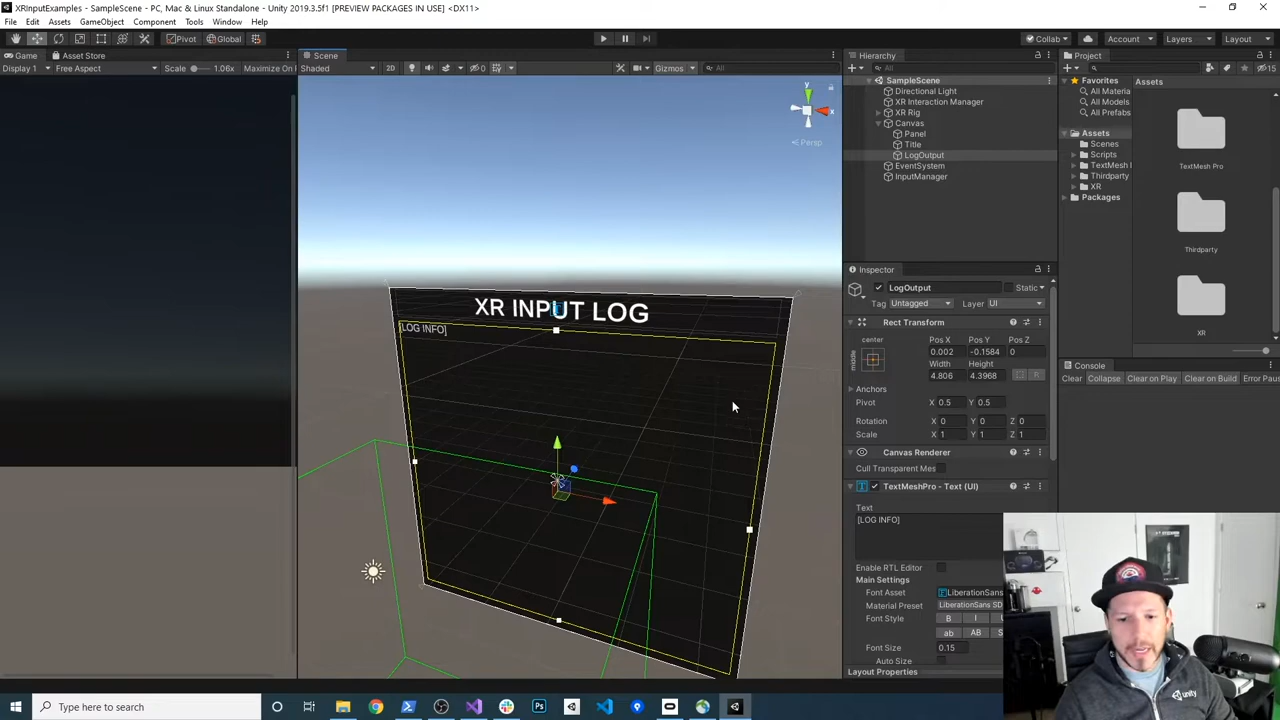 XRInputExamples - SampleScene - PC, Mac & Linux Standalone - Unity 2019.3.5f1 [PREVIEW PACKAGES IN USE] <DX11>
File Edit Assets GameObject Component Tools Window Help
Pivot Global Collab Account Layers Layout
Game Asset Store
Display 1 Free Aspect Scale 1.06x Maximize On
Scene
Shaded 2D 0 Gizmos All
y
x
Persp
XR INPUT LOG
[LOG INFO]
Hierarchy
All
SampleScene
Directional Light
XR Interaction Manager
XR Rig
Canvas
Panel
Title
LogOutput
EventSystem
InputManager
Project
15
Favorites
All Materia
All Models
All Prefabs
Assets
Scenes
Scripts
TextMesh
Thirdparty
XR
Packages
Assets
TextMesh Pro
Thirdparty
XR
Inspector
LogOutput Static
Tag Untagged Layer UI
Rect Transform
center
middle
Pos X Pos Y Pos Z
0.002 -0.1584 0
Width Height
4.806 4.3968
R
Anchors
Pivot X 0.5 Y 0.5
Rotation X 0 Y 0 Z 0
Scale X 1 Y 1 Z 1
Canvas Renderer
Cull Transparent Mes
TextMeshPro - Text (UI)
Text
[LOG INFO]
Enable RTL Editor
Main Settings
Font Asset LiberationSans
Material Preset LiberationSans SD
Font Style B I
ab AB S
Font Size 0.15
Auto Size
Layout Properties
Console
Clear Collapse Clear on Play Clear on Build Error Paus
unity
Type here to search
Ps